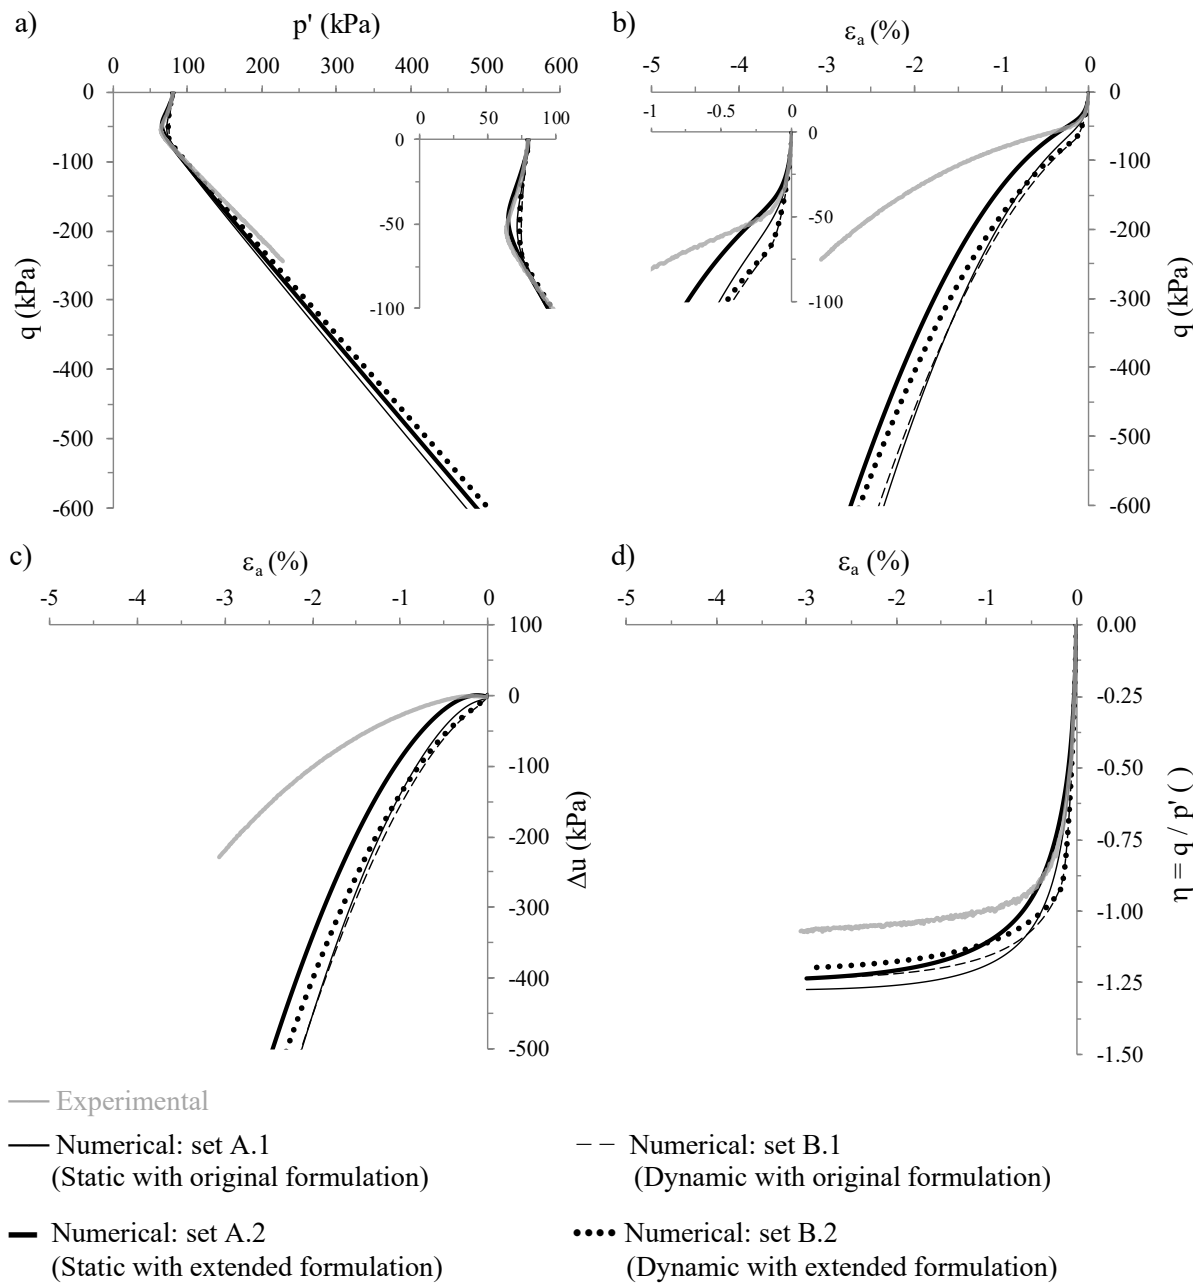 a)
p' (kPa)
0 100 200 300 400 500 600
0
-100
-200
-300
-400
-500
-600
q (kPa)
0 50 100
0
-50
-100
b)
εa (%)
-5 -4 -3 -2 -1 0
0
-100
-200
-300
-400
-500
-600
q (kPa)
-1 -0.5 0
0
-50
-100
c)
εa (%)
-5 -4 -3 -2 -1 0
100
0
-100
-200
-300
-400
-500
Δu (kPa)
d)
εa (%)
-5 -4 -3 -2 -1 0
0.00
-0.25
-0.50
-0.75
-1.00
-1.25
-1.50
η = q / p' ( )
Experimental
Numerical: set A.1
(Static with original formulation)
Numerical: set B.1
(Dynamic with original formulation)
Numerical: set A.2
(Static with extended formulation)
Numerical: set B.2
(Dynamic with extended formulation)